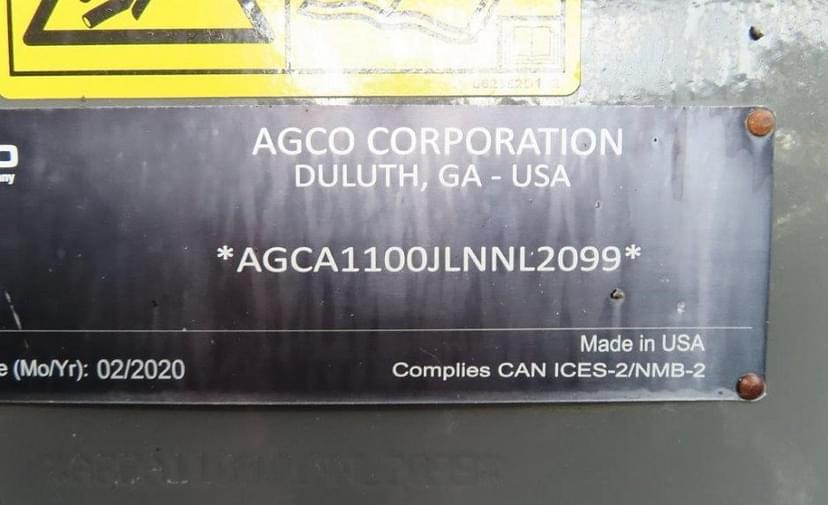 AGCO CORPORATION
DULUTH, GA - USA
*AGCA1100JLNNL2099*
Made in USA
(Mo/Yr): 02/2020
Complies CAN ICES-2/NMB-2